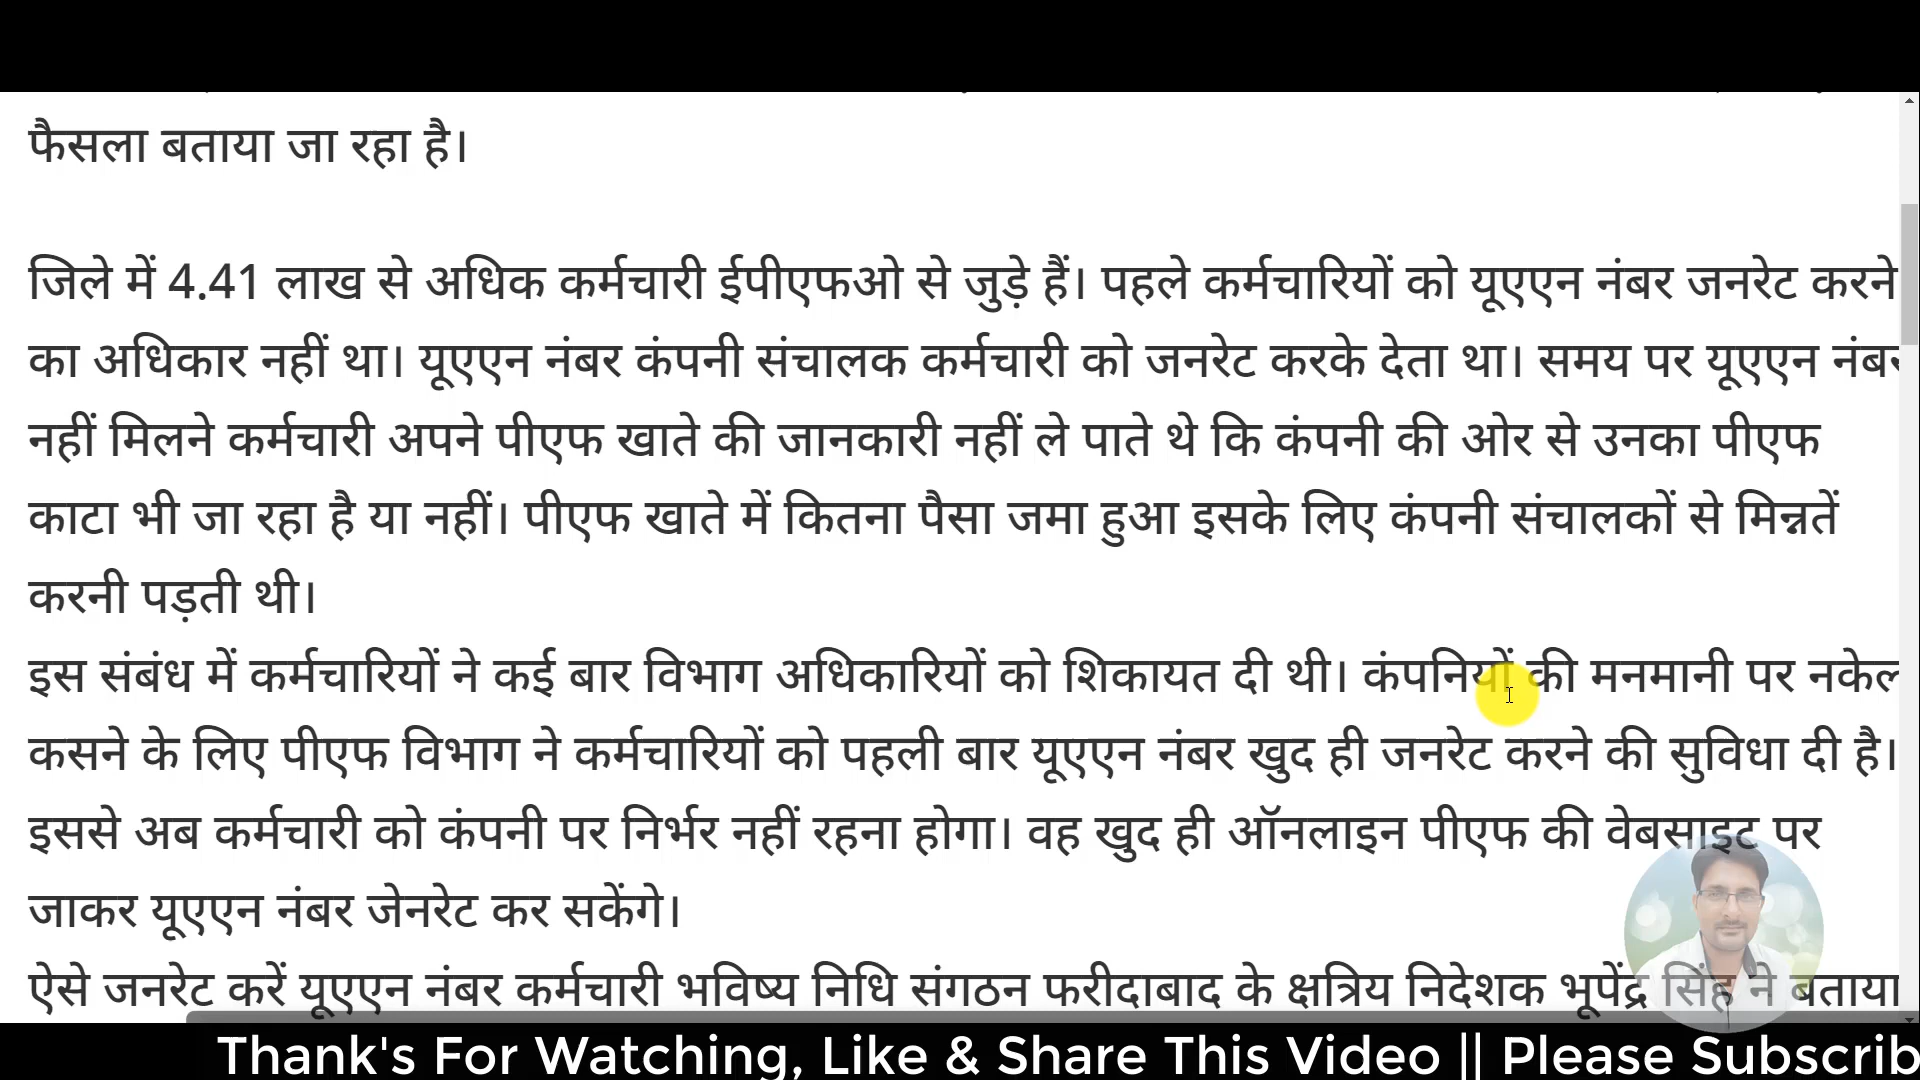 फैसला बताया जा रहा है।
जिले में 4.41 लाख से अधिक कर्मचारी ईपीएफओ से जुड़े हैं। पहले कर्मचारियों को यूएएन नंबर जनरेट करने
का अधिकार नहीं था। यूएएन नंबर कंपनी संचालक कर्मचारी को जनरेट करके देता था। समय पर यूएएन नंबर
नहीं मिलने कर्मचारी अपने पीएफ खाते की जानकारी नहीं ले पाते थे कि कंपनी की ओर से उनका पीएफ
काटा भी जा रहा है या नहीं। पीएफ खाते में कितना पैसा जमा हुआ इसके लिए कंपनी संचालकों से मिन्नतें
करनी पड़ती थी।
इस संबंध में कर्मचारियों ने कई बार विभाग अधिकारियों को शिकायत दी थी। कंपनियों की मनमानी पर नकेल
कसने के लिए पीएफ विभाग ने कर्मचारियों को पहली बार यूएएन नंबर खुद ही जनरेट करने की सुविधा दी है।
इससे अब कर्मचारी को कंपनी पर निर्भर नहीं रहना होगा। वह खुद ही ऑनलाइन पीएफ की वेबसाइट पर
जाकर यूएएन नंबर जेनरेट कर सकेंगे।
ऐसे जनरेट करें यूएएन नंबर कर्मचारी भविष्य निधि संगठन फरीदाबाद के क्षत्रिय निदेशक भूपेंद्र सिंह ने बताया
Thank's For Watching, Like & Share This Video || Please Subscrib